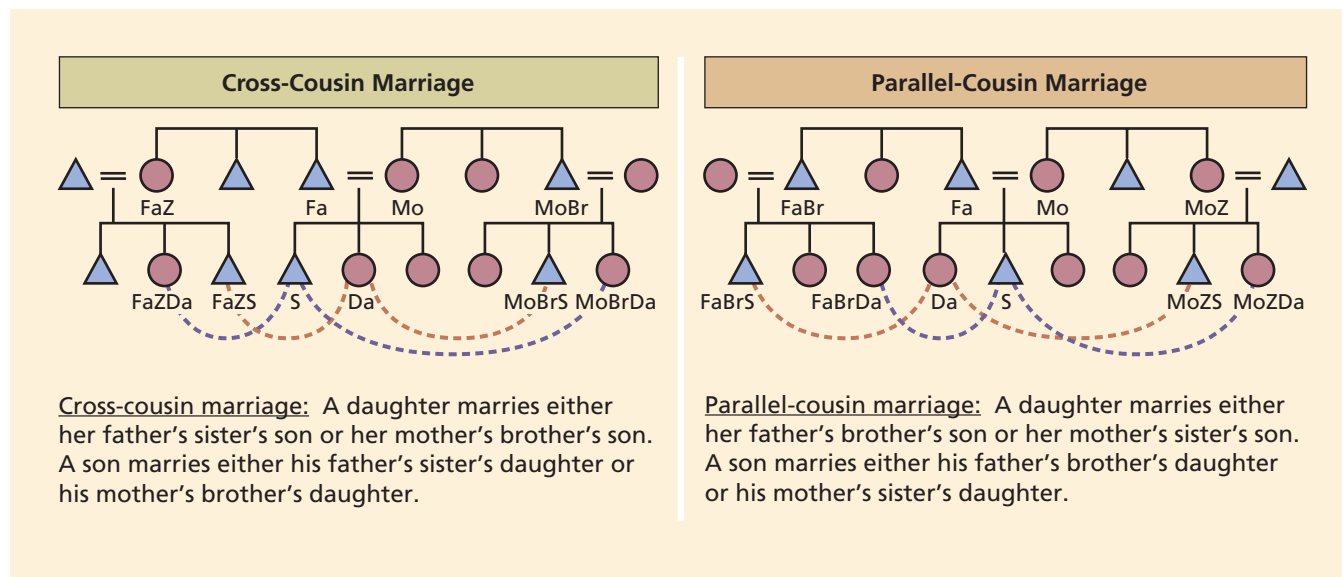 Cross-Cousin Marriage
FaZ Fa Mo MoBr
FaZDa FaZS S Da MoBrS MoBrDa
Cross-cousin marriage: A daughter marries either
her father's sister's son or her mother's brother's son.
A son marries either his father's sister's daughter or
his mother's brother's daughter.
Parallel-Cousin Marriage
FaBr Fa Mo MoZ
FaBrS FaBrDa Da S MoZS MoZDa
Parallel-cousin marriage: A daughter marries either
her father's brother's son or her mother's sister's son.
A son marries either his father's brother's daughter
or his mother's sister's daughter.